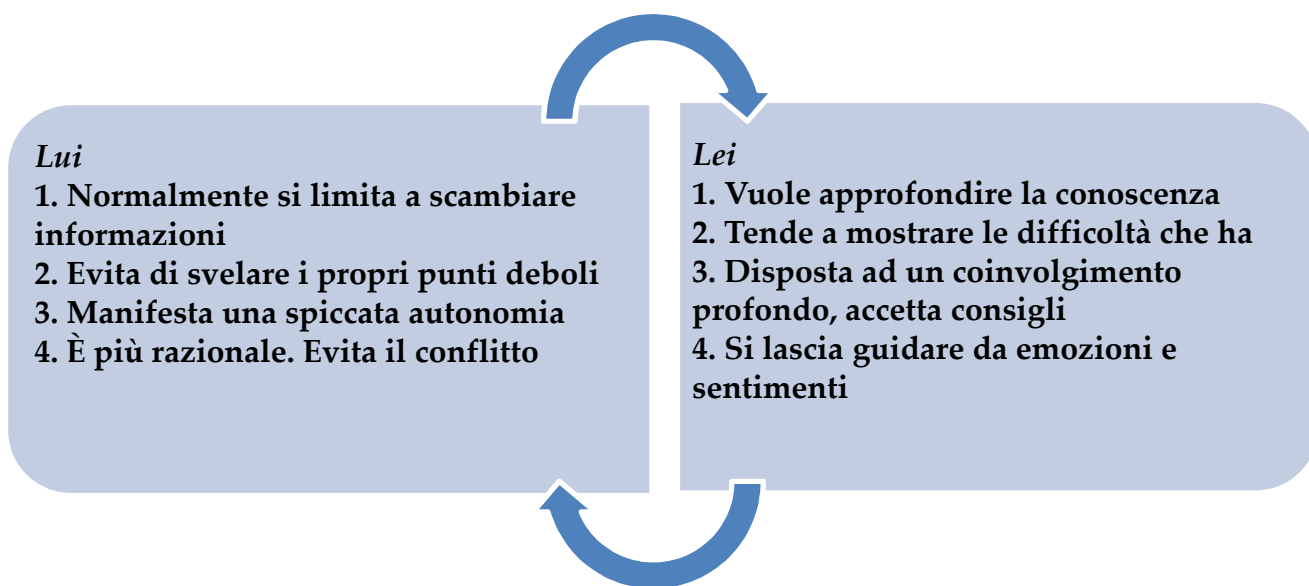 Lui
1. Normalmente si limita a scambiare
informazioni
2. Evita di svelare i propri punti deboli
3. Manifesta una spiccata autonomia
4. È più razionale. Evita il conflitto
Lei
1. Vuole approfondire la conoscenza
2. Tende a mostrare le difficoltà che ha
3. Disposta ad un coinvolgimento
profondo, accetta consigli
4. Si lascia guidare da emozioni e
sentimenti